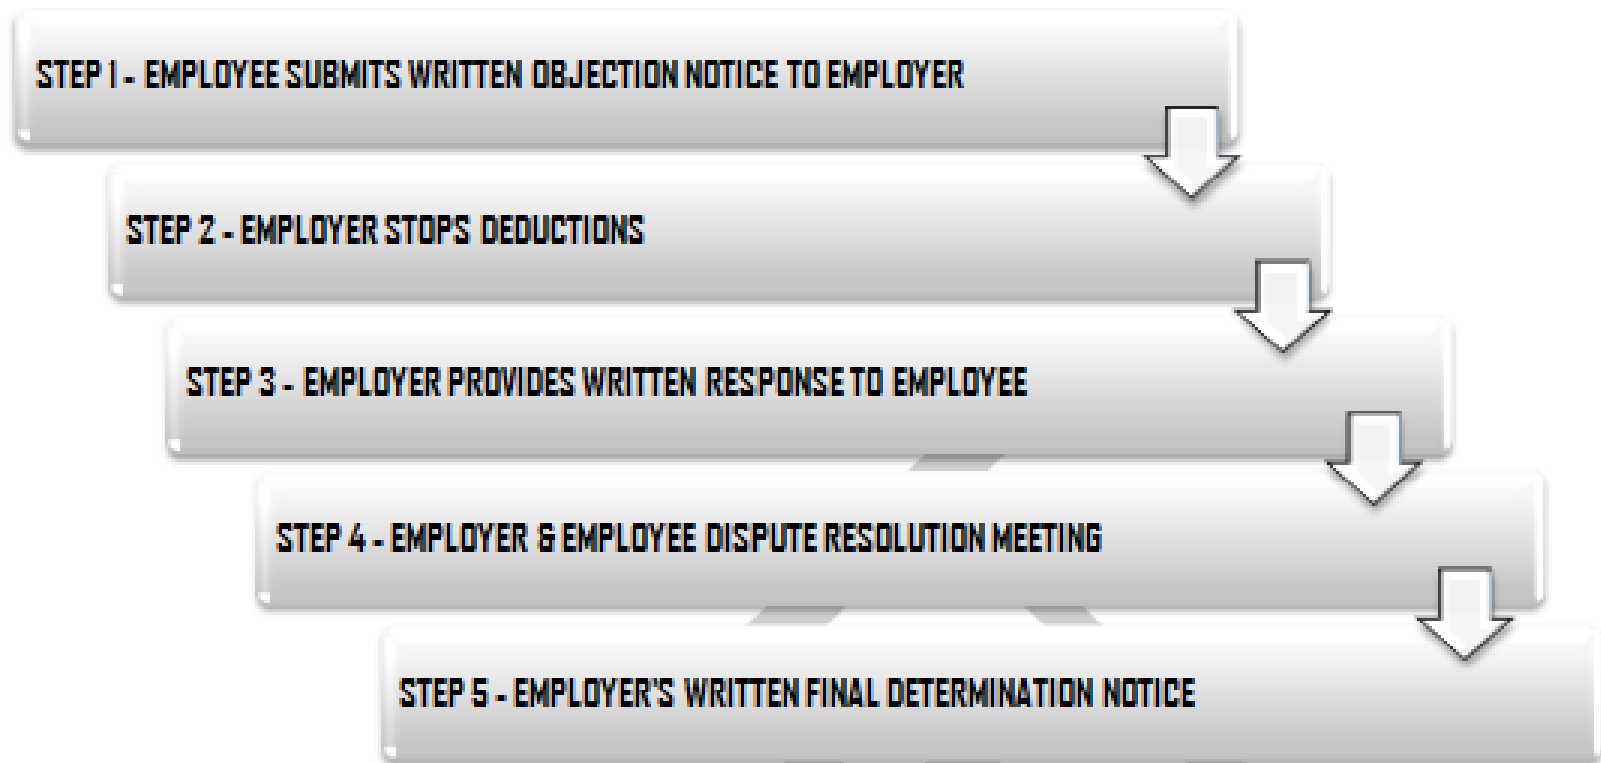 STEP 1 - EMPLOYEE SUBMITS WRITTEN OBJECTION NOTICE TO EMPLOYER
STEP 2 - EMPLOYER STOPS DEDUCTIONS
STEP 3 - EMPLOYER PROVIDES WRITTEN RESPONSE TO EMPLOYEE
STEP 4 - EMPLOYER & EMPLOYEE DISPUTE RESOLUTION MEETING
STEP 5 - EMPLOYER'S WRITTEN FINAL DETERMINATION NOTICE